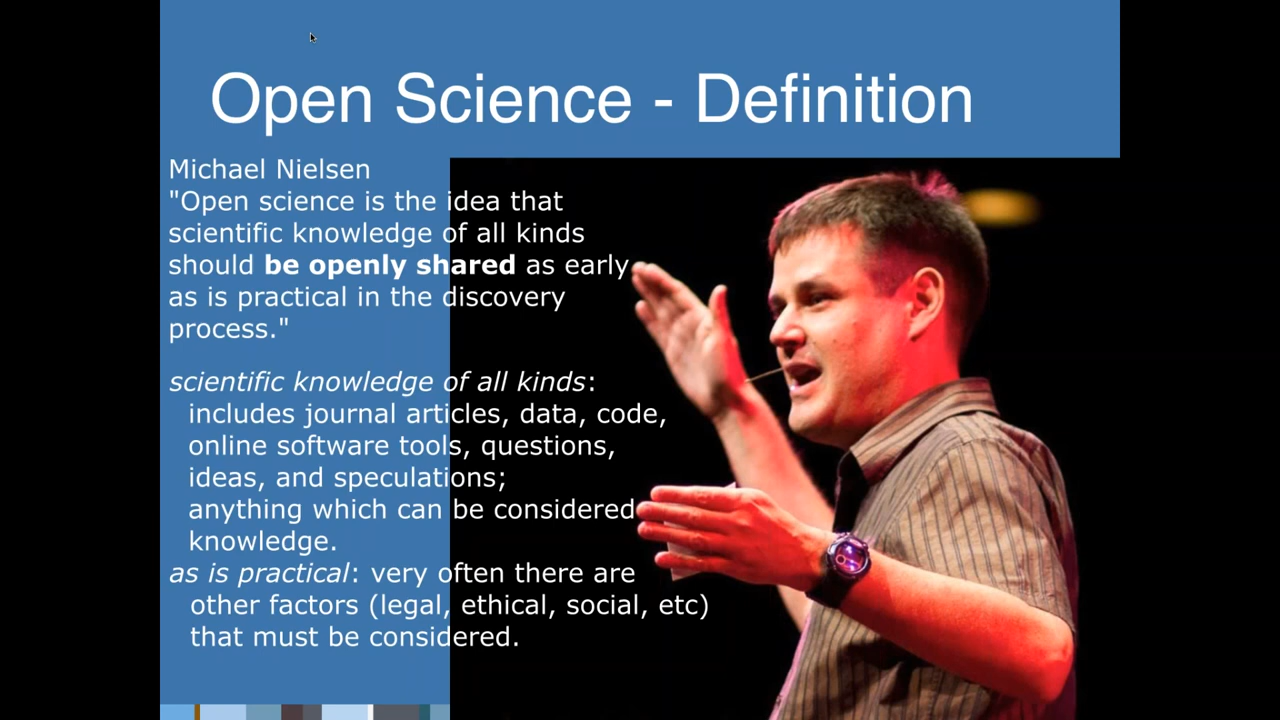 Open Science - Definition
Michael Nielsen
"Open science is the idea that
scientific knowledge of all kinds
should be openly shared as early
as is practical in the discovery
process."
scientific knowledge of all kinds:
includes journal articles, data, code,
online software tools, questions,
ideas, and speculations;
anything which can be considered
knowledge.
as is practical: very often there are
other factors (legal, ethical, social, etc)
that must be considered.